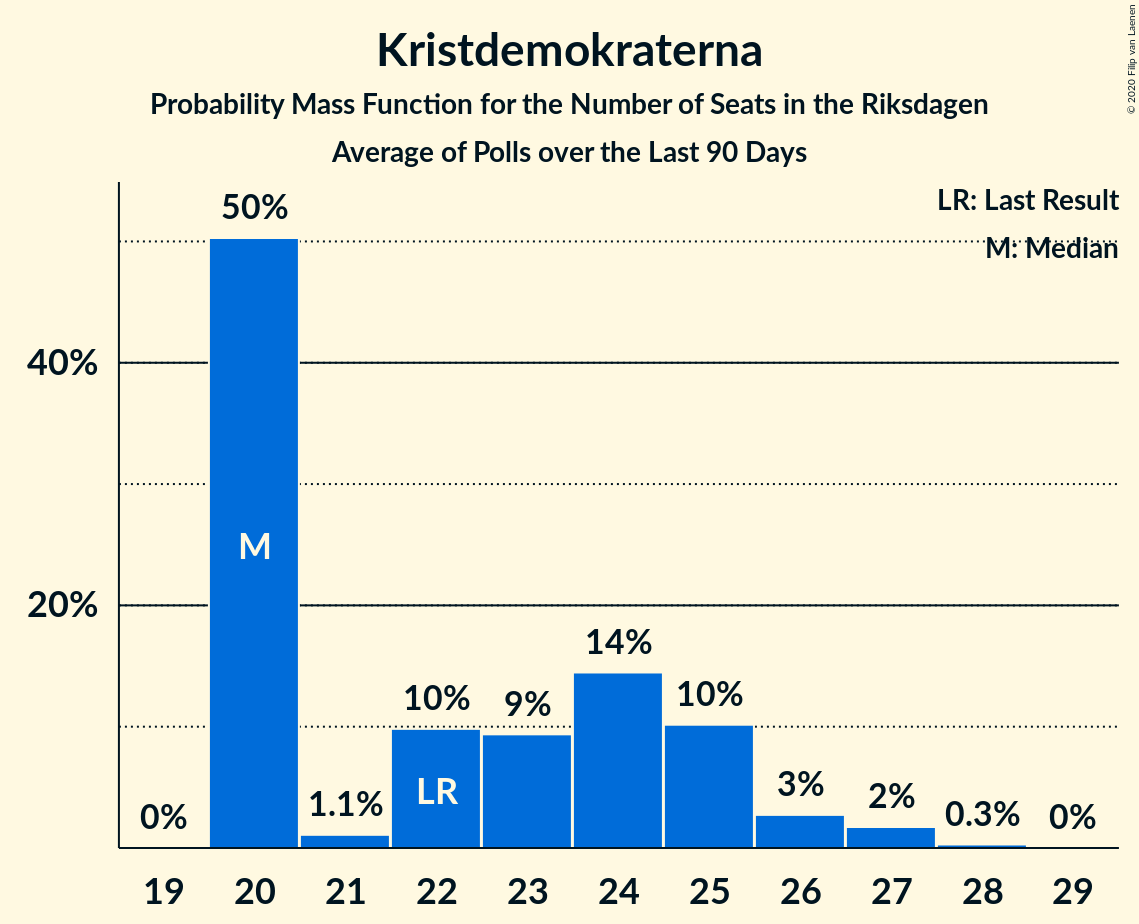 Kristdemokraterna
Probability Mass Function for the Number of Seats in the Riksdagen
Average of Polls over the Last 90 Days
© 2020 Filip van Laenen
LR: Last Result
M: Median
40%
20%
0%
50%
1.1%
10%
9%
14%
10%
3%
2%
0.3%
0%
M
LR
19 20 21 22 23 24 25 26 27 28 29